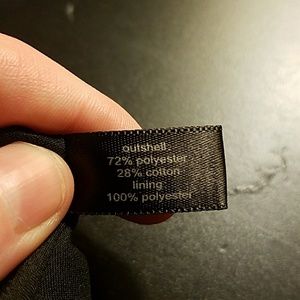 outshell
72% polyester
28% cotton
lining
100% polyester